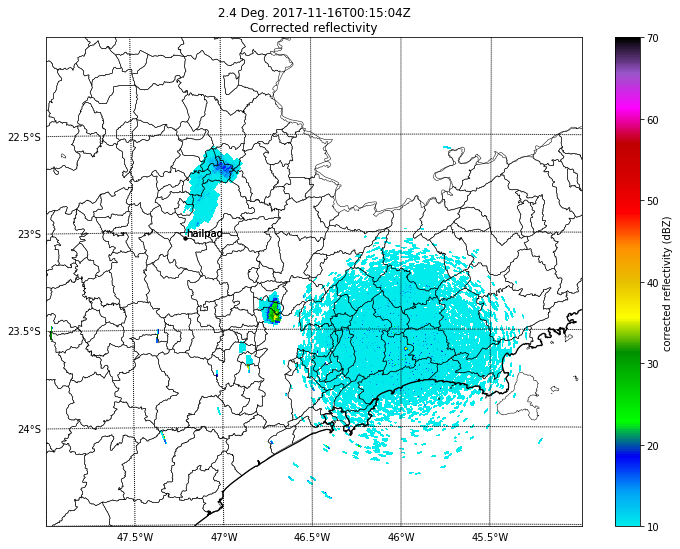 2.4 Deg. 2017-11-16T00:15:04Z
Corrected reflectivity
22.5°S
23°S
23.5°S
24°S
hailpad
47.5°W
47°W
46.5°W
46°W
45.5°W
70
60
50
40
30
20
10
corrected reflectivity (dBZ)